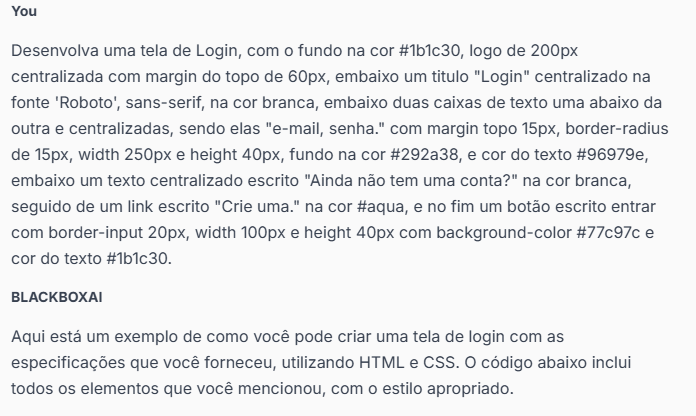 You
Desenvolva uma tela de Login, com o fundo na cor #1b1c30, logo de 200px
centralizada com margin do topo de 60px, embaixo um titulo "Login" centralizado na
fonte 'Roboto', sans-serif, na cor branca, embaixo duas caixas de texto uma abaixo da
outra e centralizadas, sendo elas "e-mail, senha." com margin topo 15px, border-radius
de 15px, width 250px e height 40px, fundo na cor #292a38, e cor do texto #96979e,
embaixo um texto centralizado escrito "Ainda não tem uma conta?" na cor branca,
seguido de um link escrito "Crie uma." na cor #aqua, e no fim um botão escrito entrar
com border-input 20px, width 100px e height 40px com background-color #77c97c e
cor do texto #1b1c30.
BLACKBOXAI
Aqui está um exemplo de como você pode criar uma tela de login com as
especificações que você forneceu, utilizando HTML e CSS. O código abaixo inclui
todos os elementos que você mencionou, com o estilo apropriado.